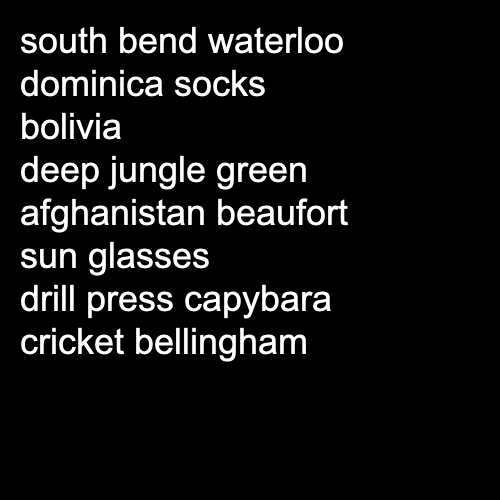 south bend waterloo
dominica socks
bolivia
deep jungle green
afghanistan beaufort
sun glasses
drill press capybara
cricket bellingham